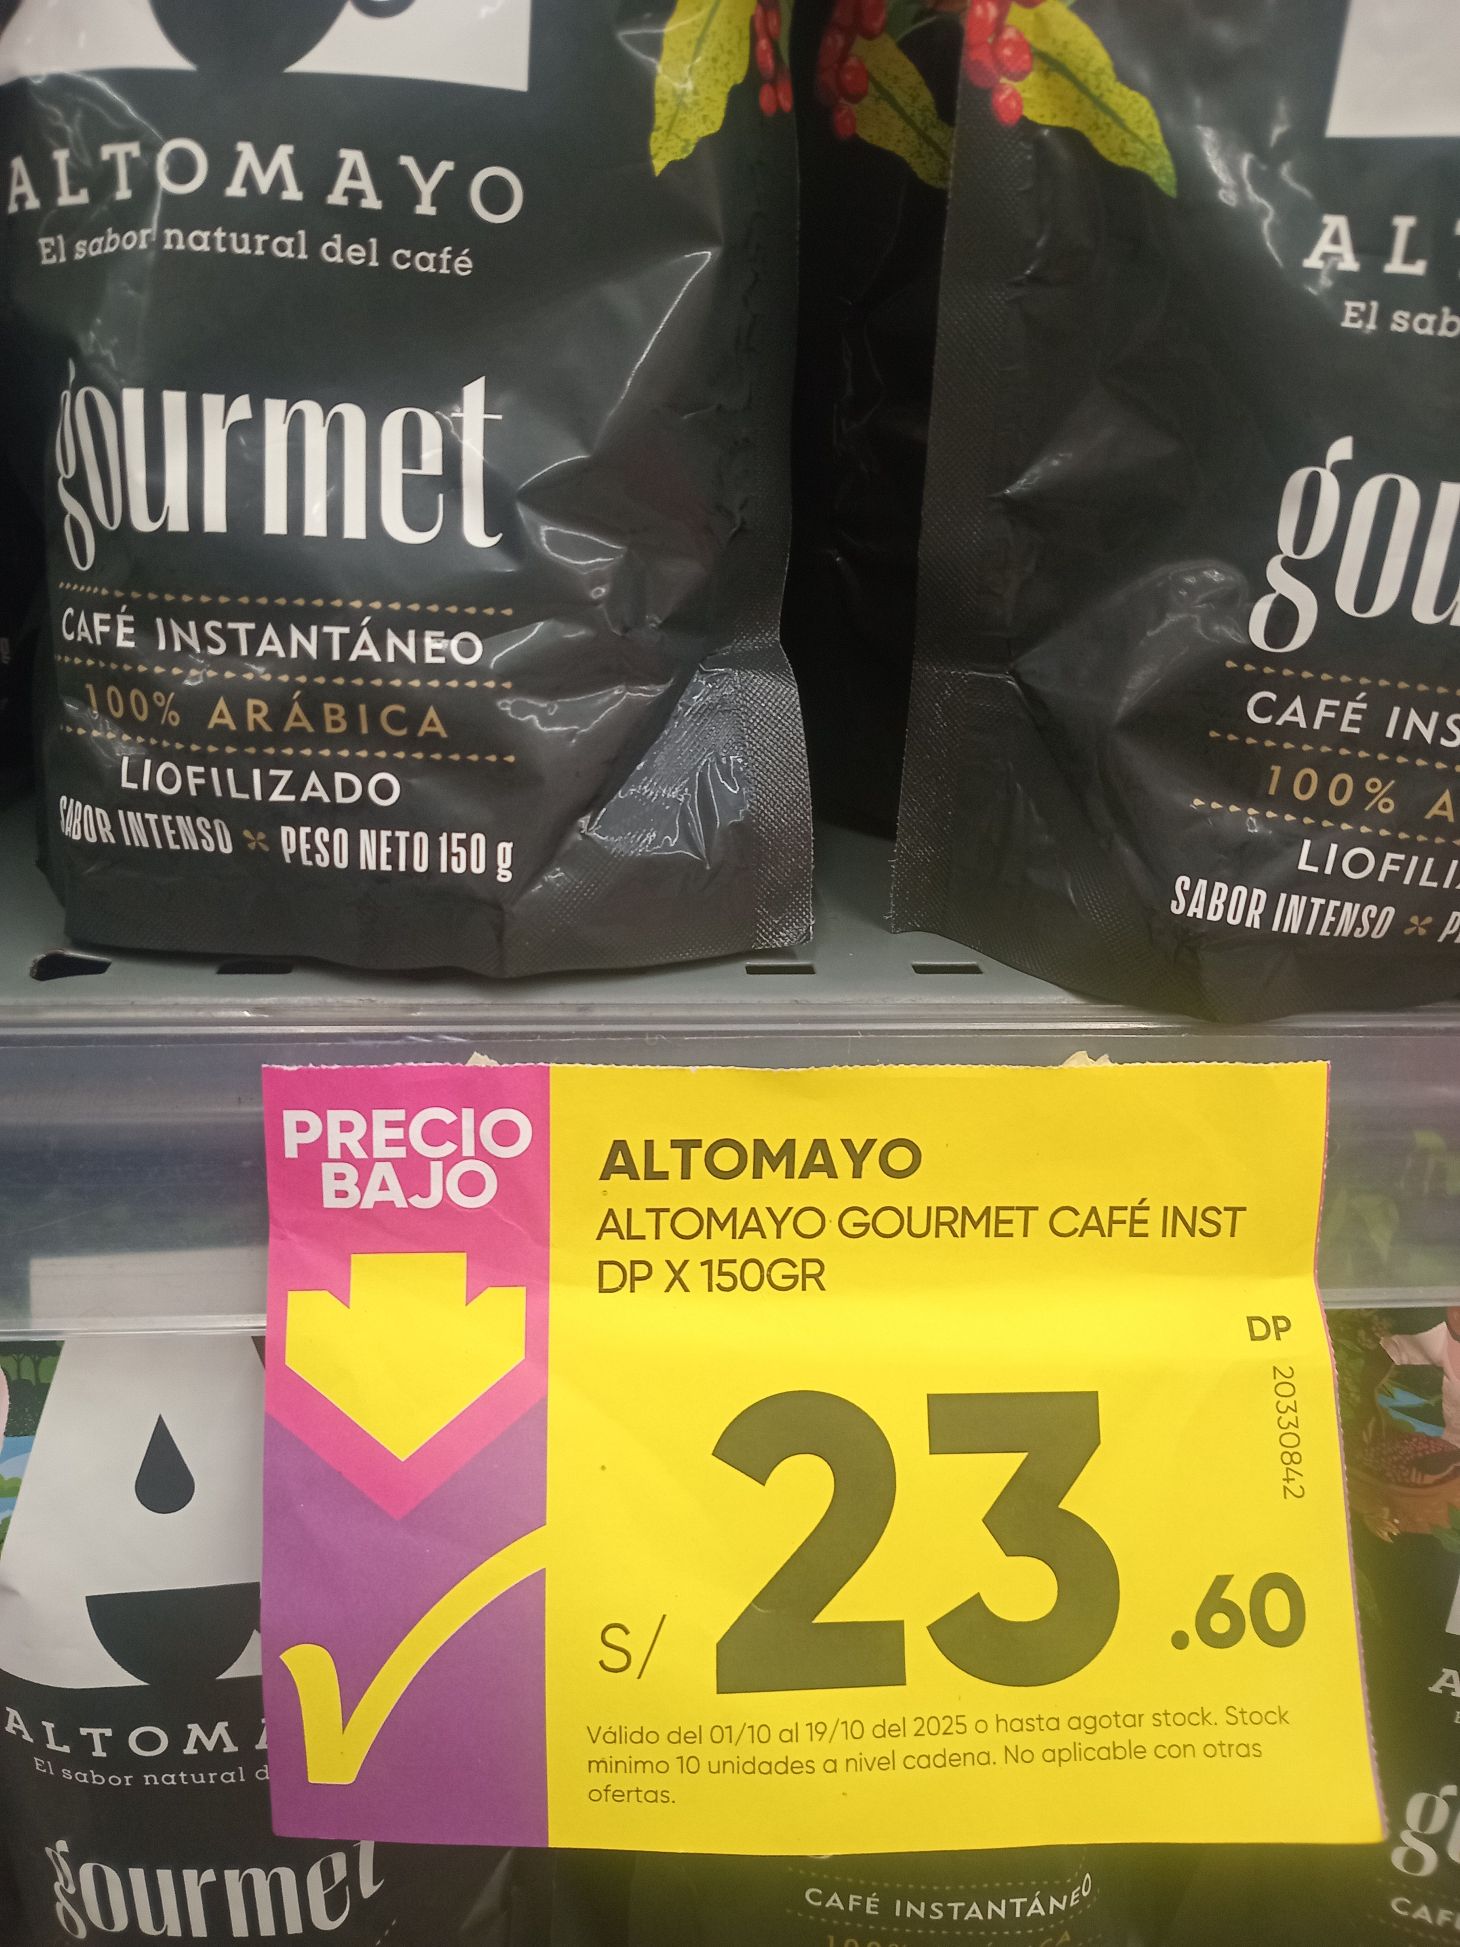 ALTOMAYO
El sabor natural del café
gourmet
CAFÉ INSTANTÁNEO
100% ARÁBICA
LIOFILIZADO
SABOR INTENSO PESO NETO 150 g
AL
El sab
gou
CAFÉ INS
100% A
LIOFILI
SABOR INTENSO
PRECIO
BAJO
ALTOMAYO
ALTOMAYO GOURMET CAFÉ INST
DP X 150GR
DP
20330842
S/ 23.60
Válido del 01/10 al 19/10 del 2025 o hasta agotar stock. Stock
mínimo 10 unidades a nivel cadena. No aplicable con otras
ofertas.
ALTOMA
El sabor natural d
gourmet
CAFÉ INSTANTÁNEO
CAF